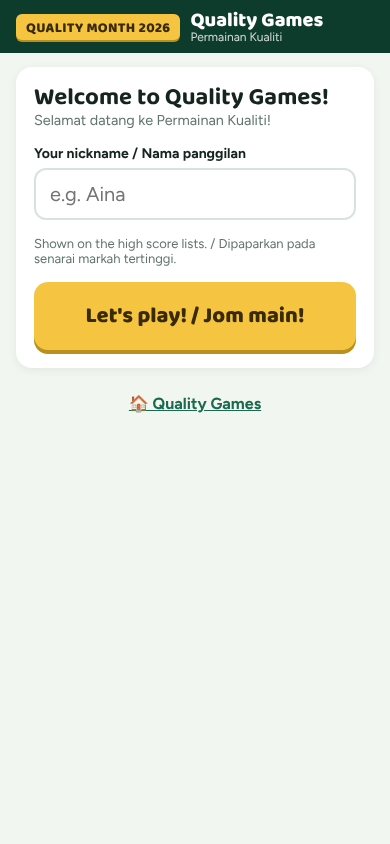 QUALITY MONTH 2026
Quality Games
Permainan Kualiti
Welcome to Quality Games!
Selamat datang ke Permainan Kualiti!
Your nickname / Nama panggilan
e.g. Aina
Shown on the high score lists. / Dipaparkan pada
senarai markah tertinggi.
Let's play! / Jom main!
🏠 Quality Games